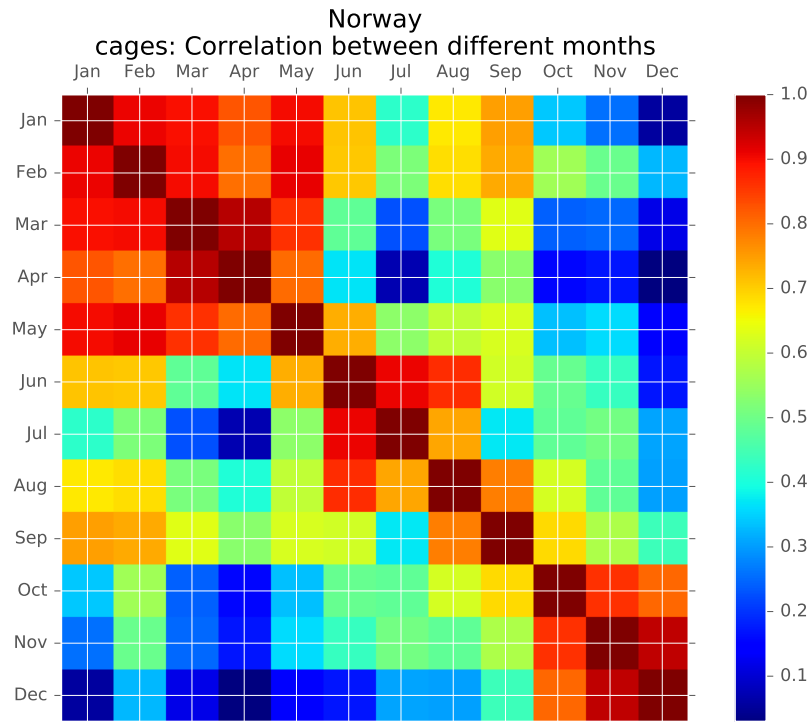 Norway
cages: Correlation between different months
Jan Feb Mar Apr May Jun Jul Aug Sep Oct Nov Dec
Jan
Feb
Mar
Apr
May
Jun
Jul
Aug
Sep
Oct
Nov
Dec
1.0
0.9
0.8
0.7
0.6
0.5
0.4
0.3
0.2
0.1